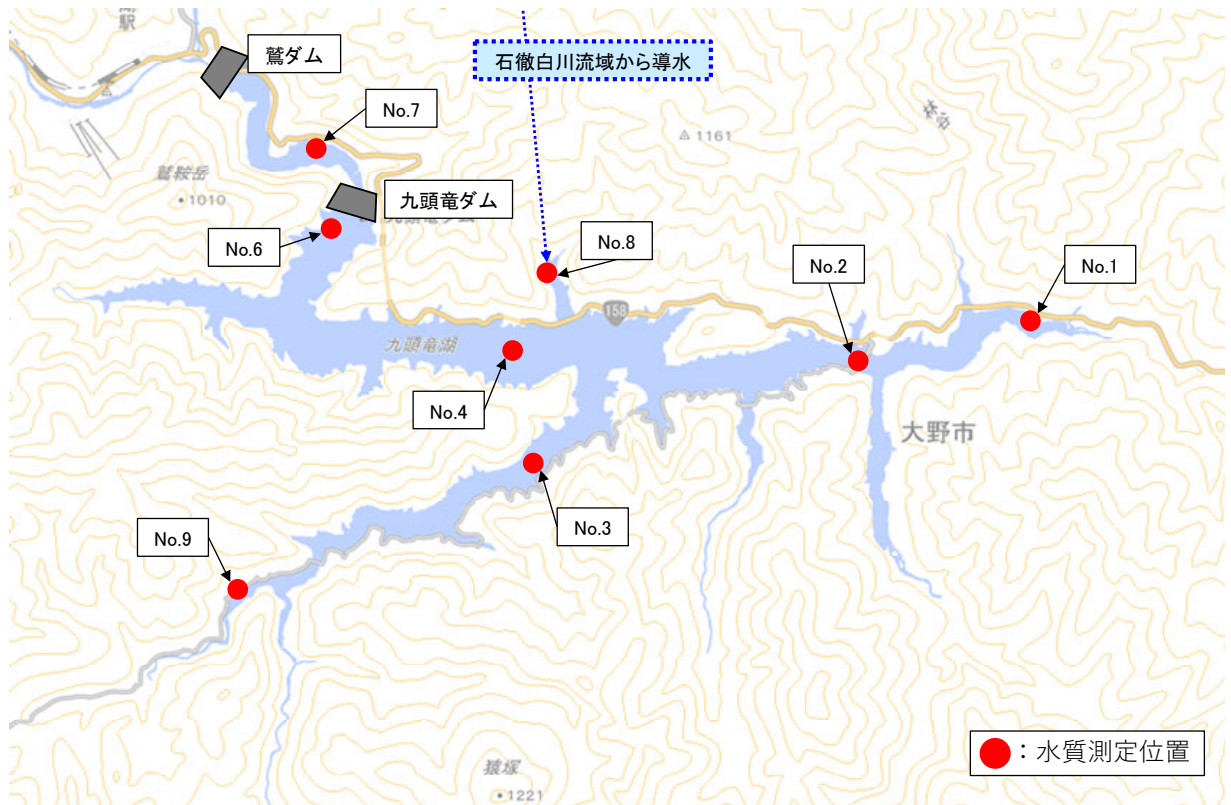 駅
鷲ダム
石徹白川流域から導水
No.7
1161
鷲鞍岳
1010
九頭竜ダム
No.6
No.8
No.2
No.1
158
九頭竜湖
No.4
大野市
No.3
No.9
：水質測定位置
猿塚
1221